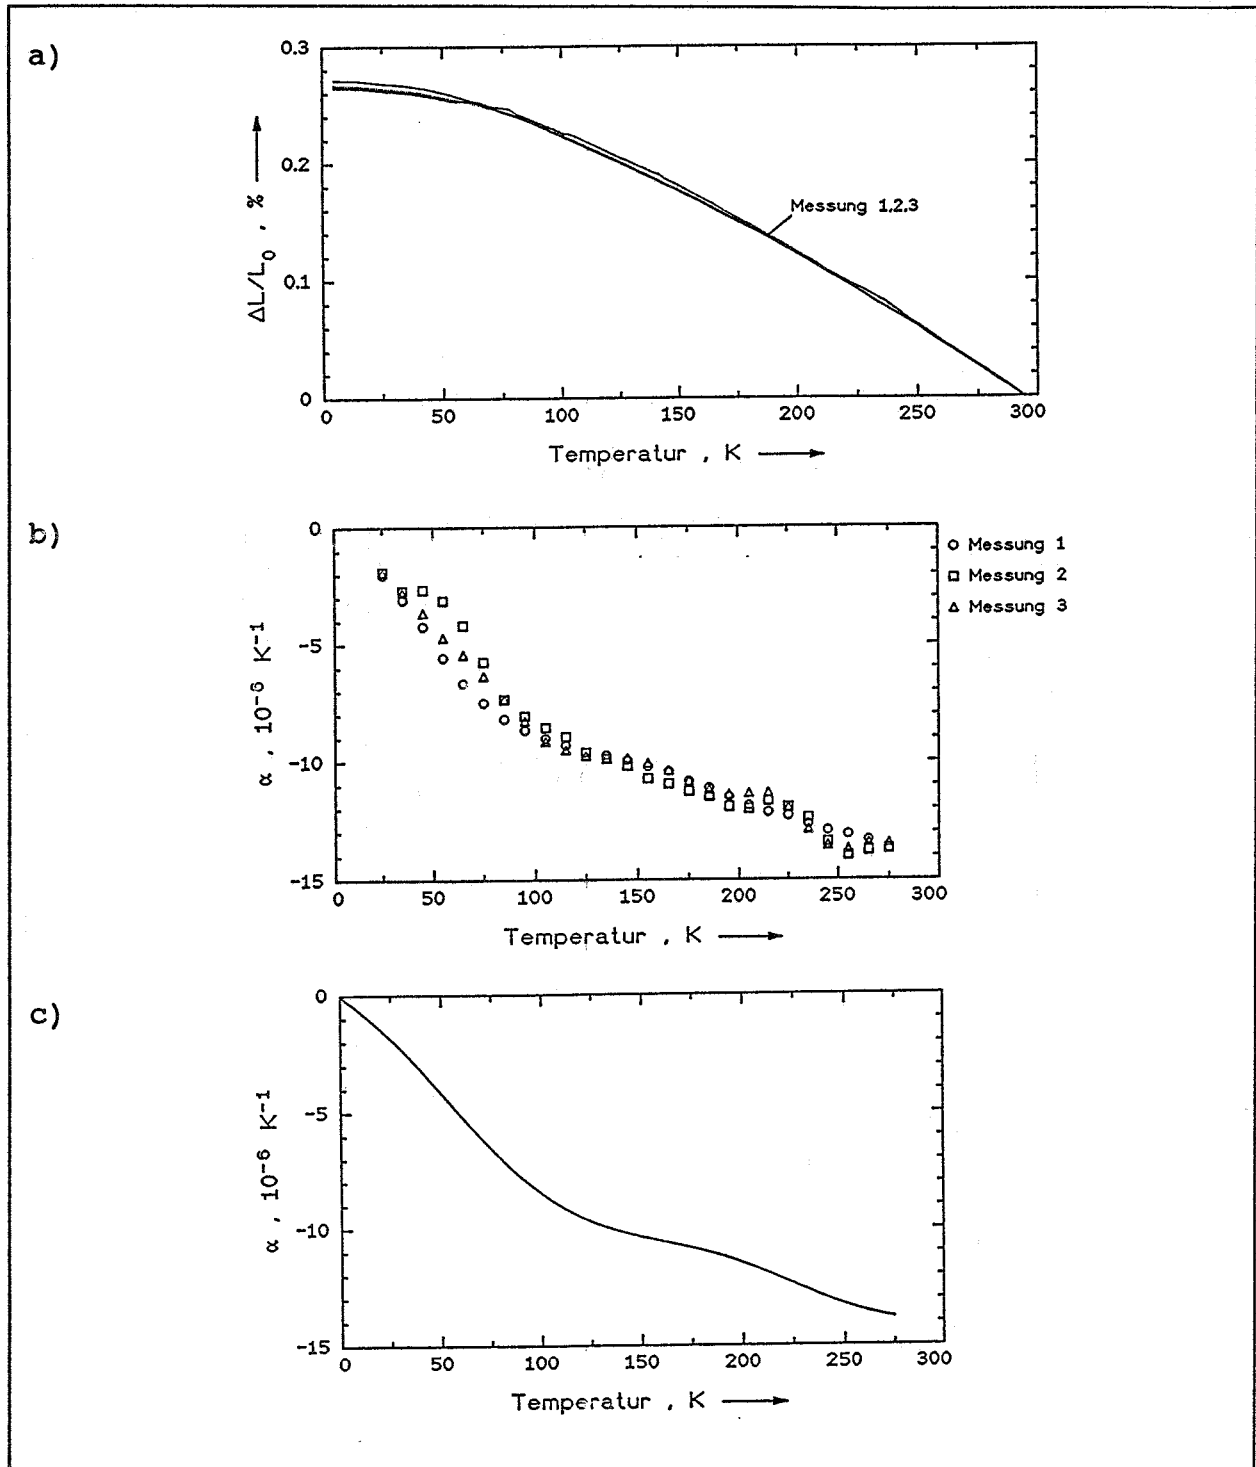 a)
0.3
0.2
0.1
0
ΔL/L₀ , %
Messung 1,2,3
0 50 100 150 200 250 300
Temperatur , K
b)
0
-5
-10
-15
α , 10⁻⁶ K⁻¹
Messung 1
Messung 2
Messung 3
0 50 100 150 200 250 300
Temperatur , K
c)
0
-5
-10
-15
α , 10⁻⁶ K⁻¹
0 50 100 150 200 250 300
Temperatur , K